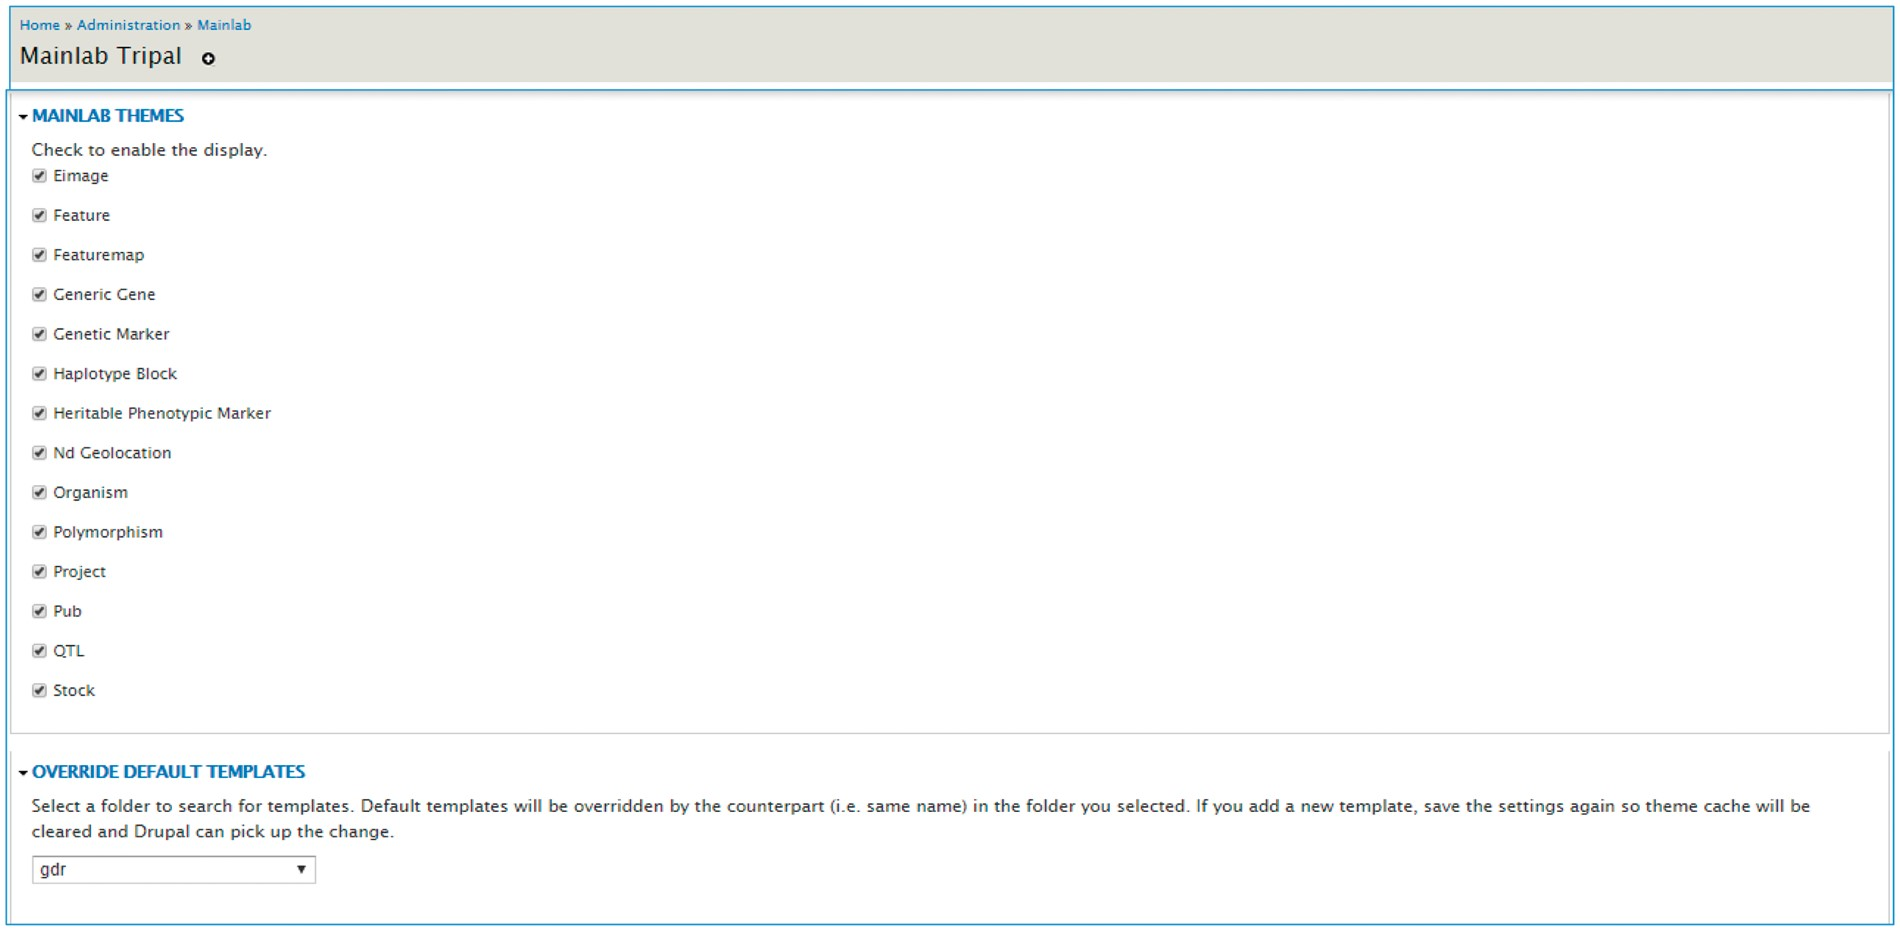 Home » Administration » Mainlab
Mainlab Tripal
MAINLAB THEMES
Check to enable the display.
Eimage
Feature
Featuremap
Generic Gene
Genetic Marker
Haplotype Block
Heritable Phenotypic Marker
Nd Geolocation
Organism
Polymorphism
Project
Pub
QTL
Stock
OVERRIDE DEFAULT TEMPLATES
Select a folder to search for templates. Default templates will be overridden by the counterpart (i.e. same name) in the folder you selected. If you add a new template, save the settings again so theme cache will be
cleared and Drupal can pick up the change.
gdr